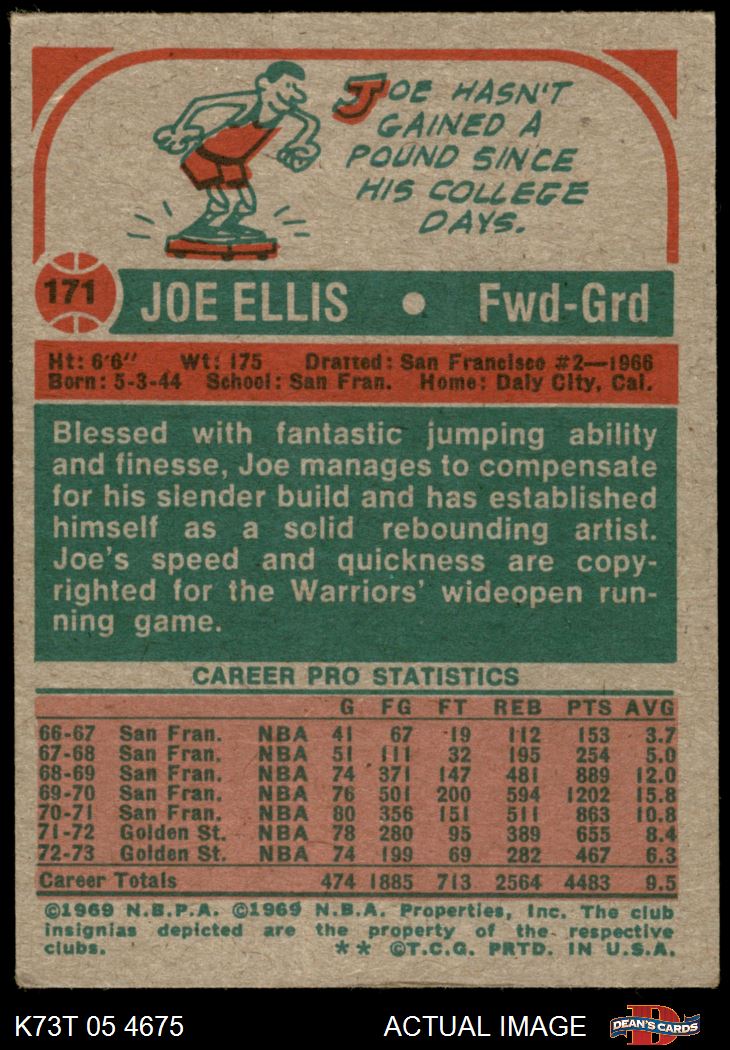 JOE HASN'T
GAINED A
POUND SINCE
HIS COLLEGE
DAYS.
171 JOE ELLIS • Fwd-Grd
Ht: 6'6" Wt: 175 Drafted: San Francisco #2—1966
Born: 5-3-44 School: San Fran. Home: Daly City, Cal.
Blessed with fantastic jumping ability
and finesse, Joe manages to compensate
for his slender build and has established
himself as a solid rebounding artist.
Joe's speed and quickness are copy-
righted for the Warriors' wideopen run-
ning game.
CAREER PRO STATISTICS
G FG FT REB PTS AVG
66-67 San Fran. NBA 41 67 19 112 153 3.7
67-68 San Fran. NBA 51 111 32 195 254 5.0
68-69 San Fran. NBA 74 371 147 481 889 12.0
69-70 San Fran. NBA 76 501 200 594 1202 15.8
70-71 San Fran. NBA 80 356 151 511 863 10.8
71-72 Golden St. NBA 78 280 95 389 655 8.4
72-73 Golden St. NBA 74 199 69 282 467 6.3
Career Totals 474 1885 713 2564 4483 9.5
©1969 N.B.P.A. ©1969 N.B.A. Properties, Inc. The club
insignias depicted are the property of the respective
clubs. ** ©T.C.G. PRTD. IN U.S.A.
K73T 05 4675 ACTUAL IMAGE DEAN'S CARDS